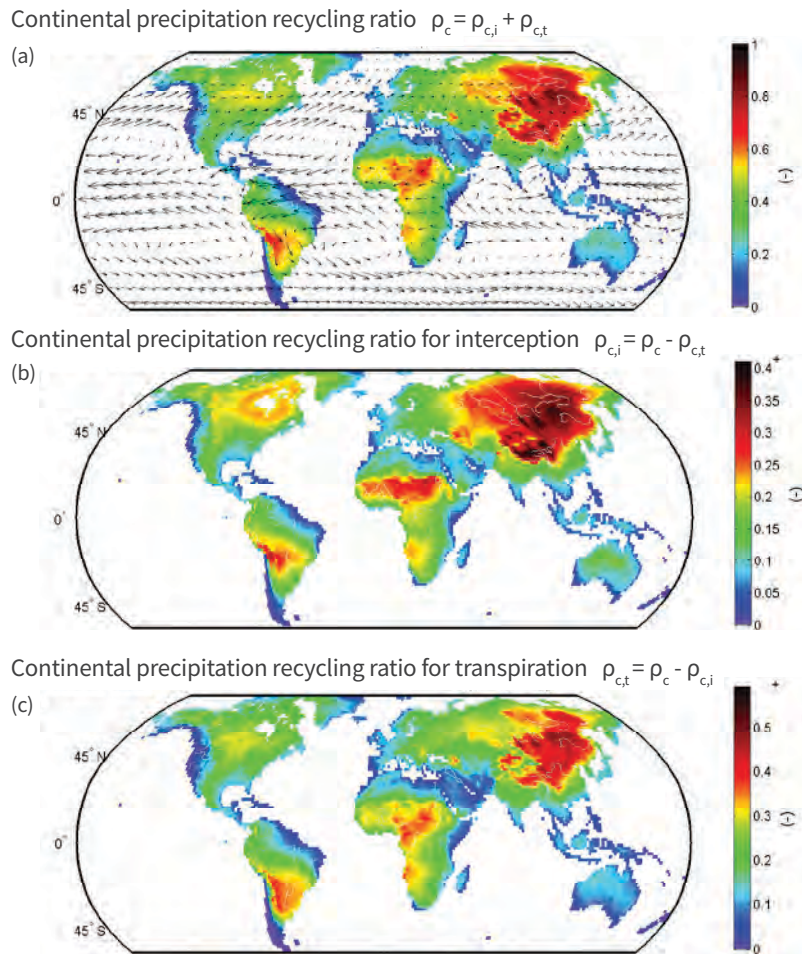 Continental precipitation recycling ratio ρc = ρc,i + ρc,t
(a)
45° N
0°
45° S
1
0.8
0.6
0.4
0.2
0
(-)
Continental precipitation recycling ratio for interception ρc,i = ρc - ρc,t
(b)
45° N
0°
45° S
0.4+
0.35
0.3
0.25
0.2
0.15
0.1
0.05
0
(-)
Continental precipitation recycling ratio for transpiration ρc,t = ρc - ρc,i
(c)
45° N
0°
45° S
+
0.5
0.4
0.3
0.2
0.1
0
(-)